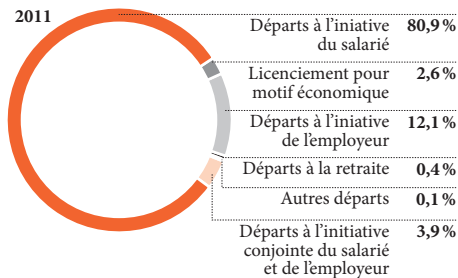 2011
Départs à l’iniative 80,9 %
du salarié
Licenciement pour 2,6 %
motif économique
Départs à l’iniative 12,1 %
de l’employeur
Départs à la retraite 0,4 %
Autres départs 0,1 %
Départs à l’initiative 3,9 %
conjointe du salarié
et de l’employeur